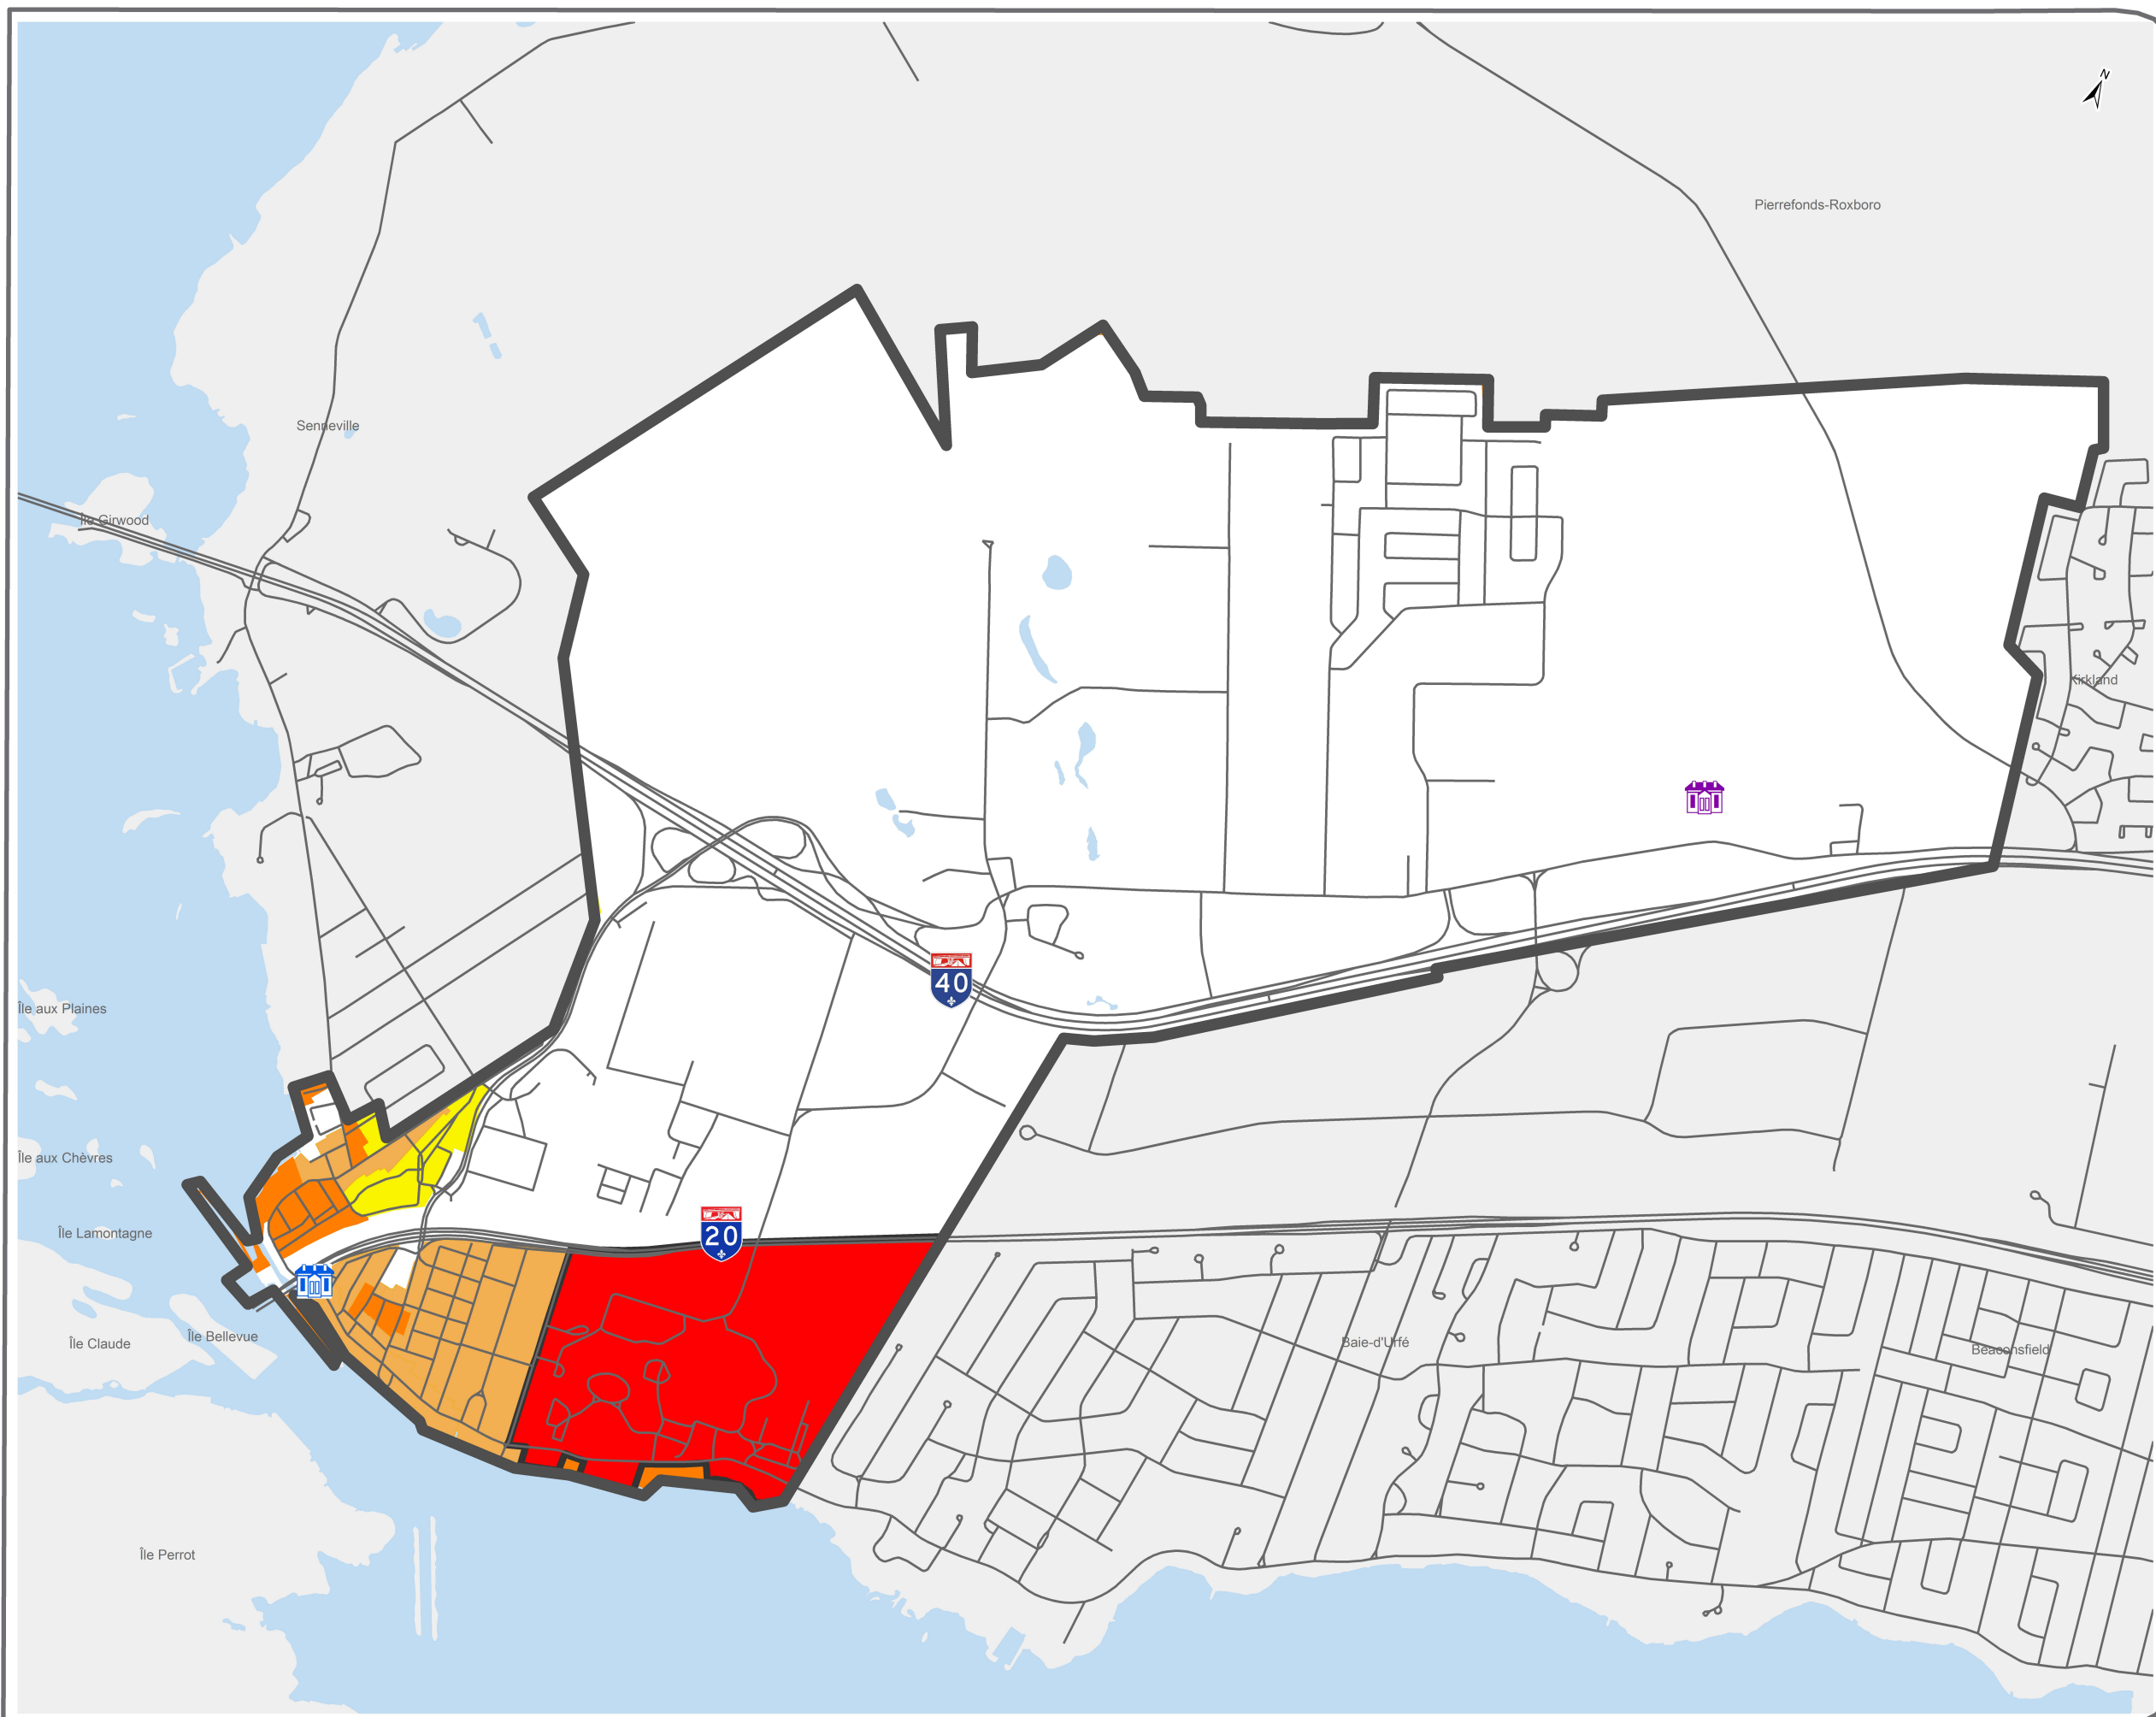 N
Pierrefonds-Roxboro
Senneville
Île Girwood
Kirkland
40
Île aux Plaines
Île aux Chèvres
Île Lamontagne
20
Île Bellevue
Île Claude
Baie-d'Urfé
Beaconsfield
Île Perrot